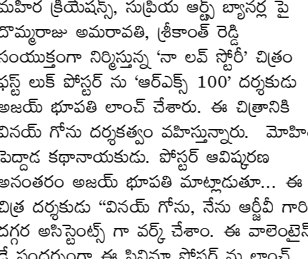 మహిర క్రియేషన్స్, సుప్రియ ఆర్ట్స్ బ్యానర్ల పై
దొమ్మరాజు అమరావతి, శ్రీకాంత్ రెడ్డి
సంయుక్తంగా నిర్మిస్తున్న ‘నా లవ్ స్టోరీ’ చిత్రం
ఫస్ట్ లుక్ పోస్టర్ ను ‘ఆర్ఎక్స్ 100’ దర్శకుడు
అజయ్ భూపతి లాంచ్ చేశారు. ఈ చిత్రానికి
వినయ్ గోను దర్శకత్వం వహిస్తున్నారు. మోహి
పెద్దాడ కథానాయకుడు. పోస్టర్ ఆవిష్కరణ
అనంతరం అజయ్ భూపతి మాట్లాడుతూ... ఈ
చిత్ర దర్శకుడు “వినయ్ గోను, నేను ఆర్జీవీ గారి
దగ్గర అసిస్టెంట్స్ గా వర్క్ చేశాం. ఈ వాలెంటైన్
డే సందర్భంగా ఈ సినిమా పోస్టర్ ను లాంచ్